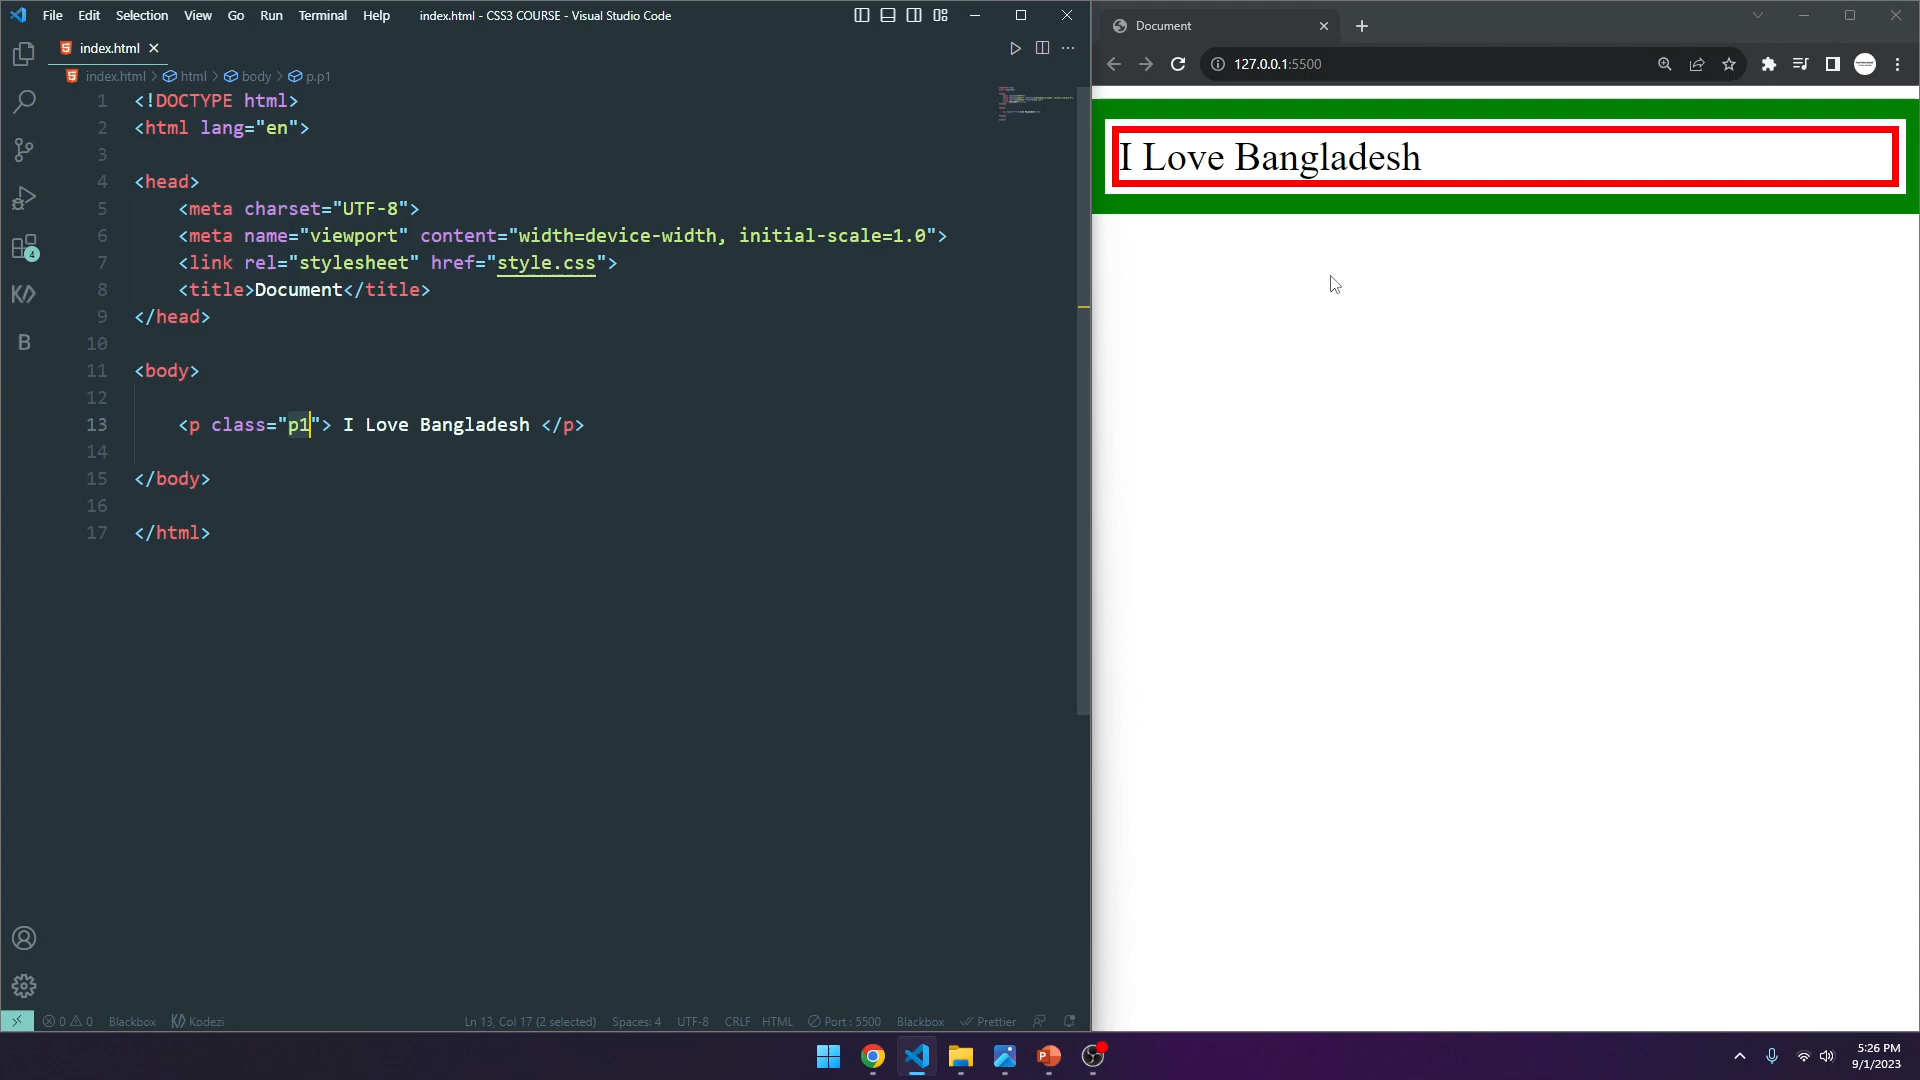 File Edit Selection View Go Run Terminal Help index.html - CSS3 COURSE - Visual Studio Code
index.html
index.html > html > body > p.p1
1 <!DOCTYPE html>
2 <html lang="en">
3
4 <head>
5 <meta charset="UTF-8">
6 <meta name="viewport" content="width=device-width, initial-scale=1.0">
7 <link rel="stylesheet" href="style.css">
8 <title>Document</title>
9 </head>
10
11 <body>
12
13 <p class="p1"> I Love Bangladesh </p>
14
15 </body>
16
17 </html>
4
B
0 0 Blackbox Kodezi Ln 13, Col 17 (2 selected) Spaces: 4 UTF-8 CRLF HTML Port : 5500 Blackbox Prettier
Document
127.0.0.1:5500
I Love Bangladesh
5:26 PM
9/1/2023